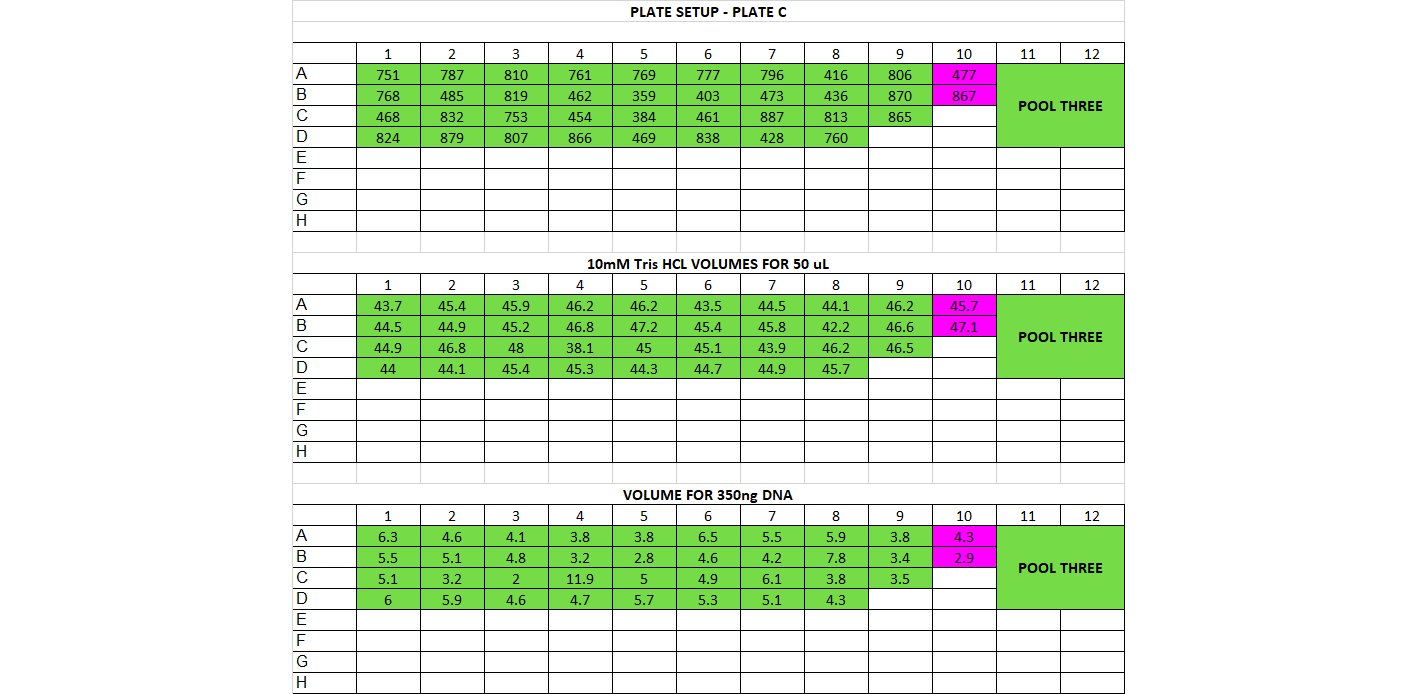 PLATE SETUP - PLATE C
1 2 3 4 5 6 7 8 9 10 11 12
A 751 787 810 761 769 777 796 416 806 477
B 768 485 819 462 359 403 473 436 870 867
POOL THREE
C 468 832 753 454 384 461 887 813 865
D 824 879 807 866 469 838 428 760
E
F
G
H
10mM Tris HCL VOLUMES FOR 50 uL
1 2 3 4 5 6 7 8 9 10 11 12
A 43.7 45.4 45.9 46.2 46.2 43.5 44.5 44.1 46.2 45.7
B 44.5 44.9 45.2 46.8 47.2 45.4 45.8 42.2 46.6 47.1
POOL THREE
C 44.9 46.8 48 38.1 45 45.1 43.9 46.2 46.5
D 44 44.1 45.4 45.3 44.3 44.7 44.9 45.7
E
F
G
H
VOLUME FOR 350ng DNA
1 2 3 4 5 6 7 8 9 10 11 12
A 6.3 4.6 4.1 3.8 3.8 6.5 5.5 5.9 3.8 4.3
B 5.5 5.1 4.8 3.2 2.8 4.6 4.2 7.8 3.4 2.9
POOL THREE
C 5.1 3.2 2 11.9 5 4.9 6.1 3.8 3.5
D 6 5.9 4.6 4.7 5.7 5.3 5.1 4.3
E
F
G
H